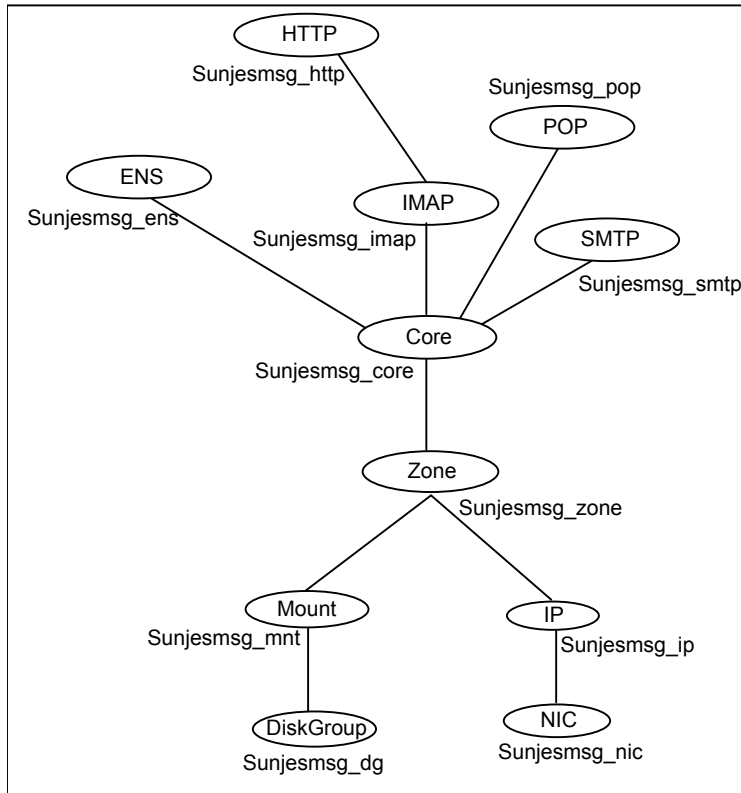 HTTP
Sunjesmsg_http
Sunjesmsg_pop
POP
ENS
Sunjesmsg_ens
IMAP
Sunjesmsg_imap
SMTP
Sunjesmsg_smtp
Core
Sunjesmsg_core
Zone
Sunjesmsg_zone
Mount
Sunjesmsg_mnt
IP
Sunjesmsg_ip
DiskGroup
Sunjesmsg_dg
NIC
Sunjesmsg_nic